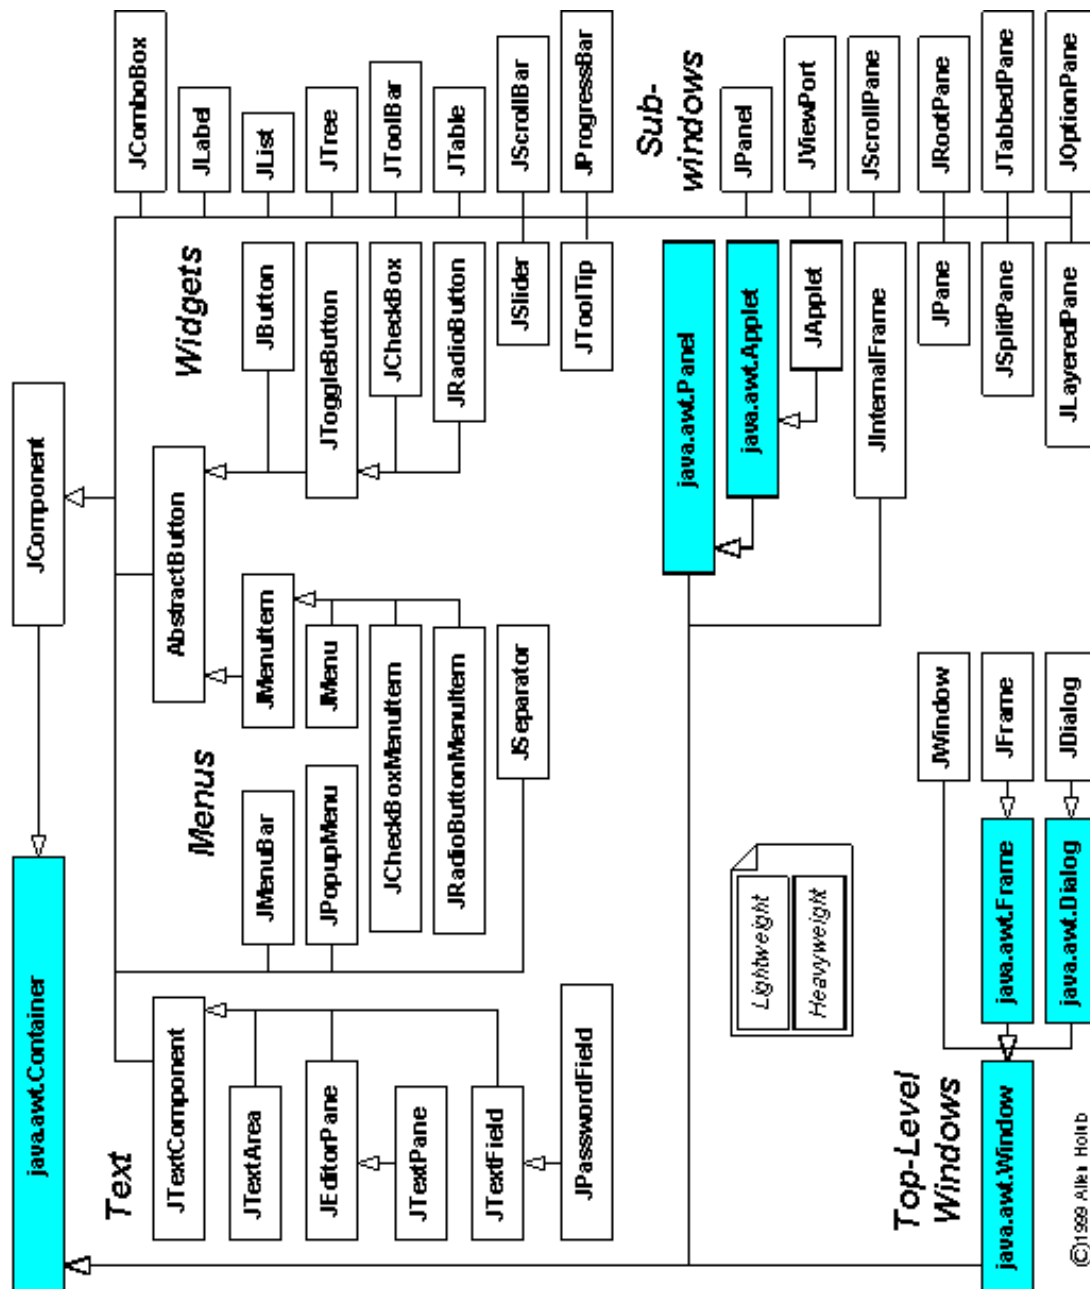 java.awt.Container
JComponent
Text
JTextComponent
JTextArea
JEditorPane
JTextPane
JTextField
JPasswordField
Menus
JMenuBar
JPopupMenu
AbstractButton
JMenuItem
JMenu
JCheckBoxMenuItem
JRadioButtonMenuItem
JSeparator
Widgets
JButton
JToggleButton
JCheckBox
JRadioButton
JSlider
JToolTip
JComboBox
JLabel
JList
JTree
JToolBar
JTable
JScrollBar
JProgressBar
Sub-
windows
JPanel
JViewPort
JScrollPane
JRootPane
JTabbedPane
JOptionPane
java.awt.Panel
java.awt.Applet
JApplet
JInternalFrame
JPane
JSplitPane
JLayeredPane
Lightweight
Heavyweight
Top-Level
Windows
java.awt.Window
java.awt.Frame
java.awt.Dialog
JWindow
JFrame
JDialog
©1999 Allen Holub